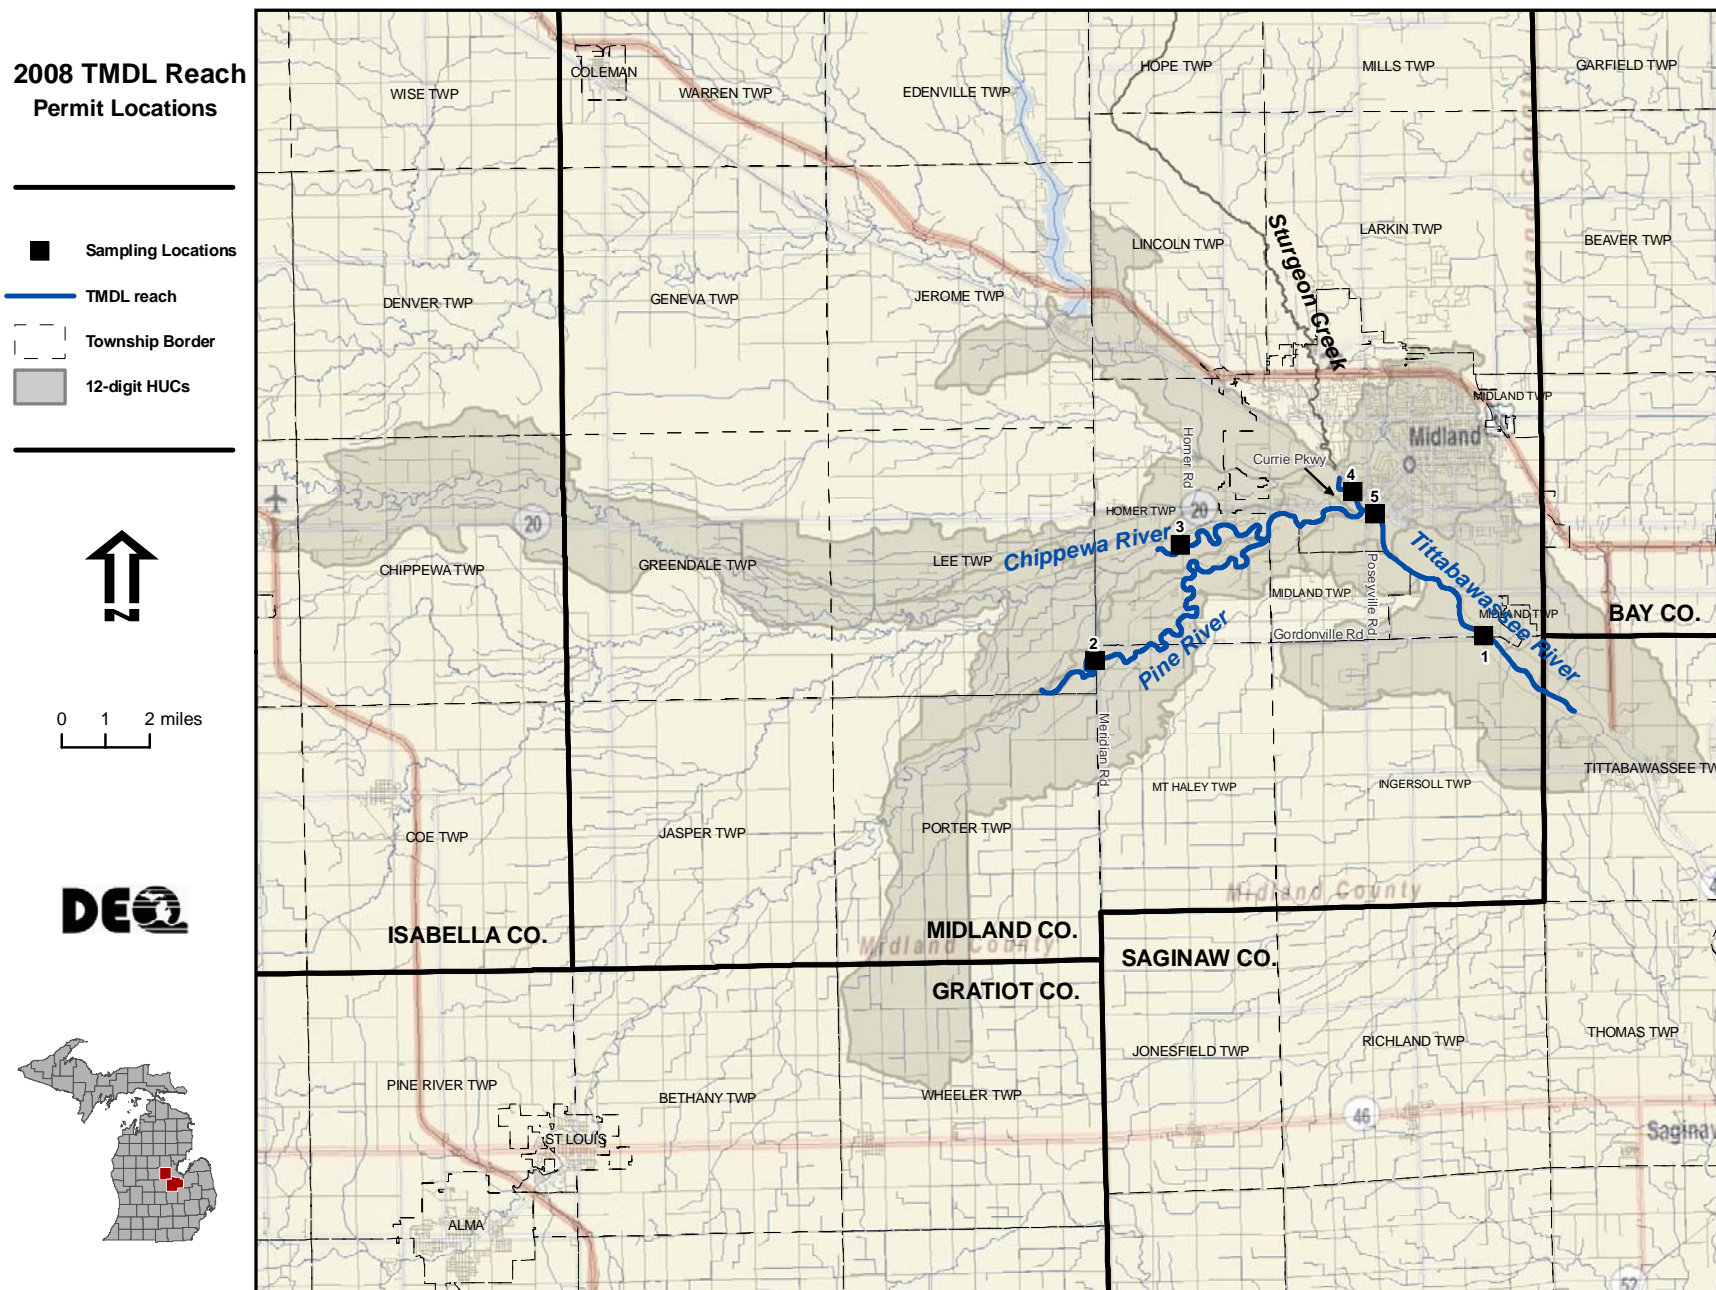 2008 TMDL Reach
Permit Locations
Sampling Locations
TMDL reach
Township Border
12-digit HUCs
N
0 1 2 miles
DEQ
WISE TWP
COLEMAN
WARREN TWP
EDENVILLE TWP
HOPE TWP
MILLS TWP
GARFIELD TWP
Midland County
DENVER TWP
GENEVA TWP
JEROME TWP
LINCOLN TWP
Sturgeon Creek
LARKIN TWP
BEAVER TWP
MIDLAND TWP
Midland
Homer Rd
Currie Pkwy
4
5
20
20
HOMER TWP
3
Chippewa River
CHIPPEWA TWP
GREENDALE TWP
LEE TWP
MIDLAND TWP
Poseyville Rd
Tittabawassee River
MIDLAND TWP
BAY CO.
Gordonville Rd
1
2
Pine River
Meridian Rd
MT HALEY TWP
INGERSOLL TWP
TITTABAWASSEE TW
COE TWP
JASPER TWP
PORTER TWP
Midland County
ISABELLA CO.
MIDLAND CO.
Midland County
SAGINAW CO.
GRATIOT CO.
JONESFIELD TWP
RICHLAND TWP
THOMAS TWP
PINE RIVER TWP
BETHANY TWP
WHEELER TWP
46
Saginaw
ST LOUIS
ALMA
52